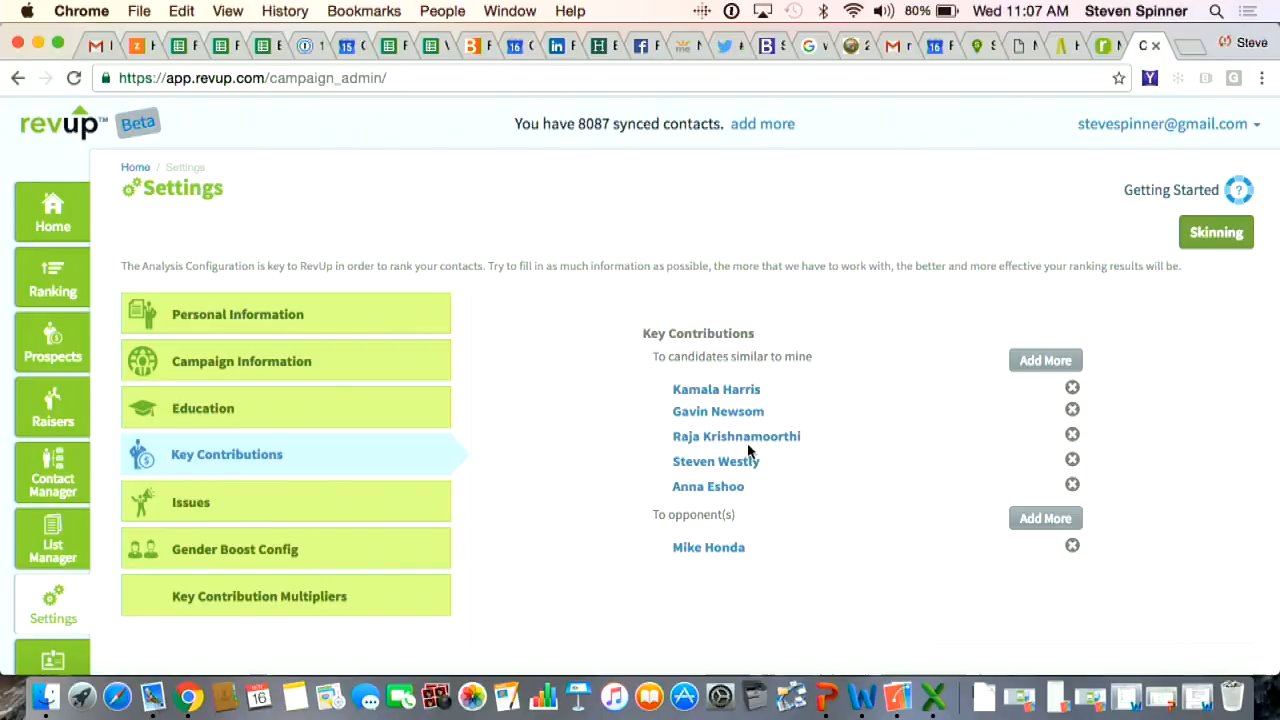 Chrome File Edit View History Bookmarks People Window Help 80% Wed 11:07 AM Steven Spinner
Steve
https://app.revup.com/campaign_admin/
revup™ Beta You have 8087 synced contacts. add more stevespinner@gmail.com
Home / Settings
Settings
Getting Started ?
Skinning
The Analysis Configuration is key to RevUp in order to rank your contacts. Try to fill in as much information as possible, the more that we have to work with, the better and more effective your ranking results will be.
Home
Ranking
Prospects
Raisers
Contact
Manager
List
Manager
Settings
Personal Information
Campaign Information
Education
Key Contributions
Issues
Gender Boost Config
Key Contribution Multipliers
Key Contributions
To candidates similar to mine Add More
Kamala Harris
Gavin Newsom
Raja Krishnamoorthi
Steven Westly
Anna Eshoo
To opponent(s) Add More
Mike Honda